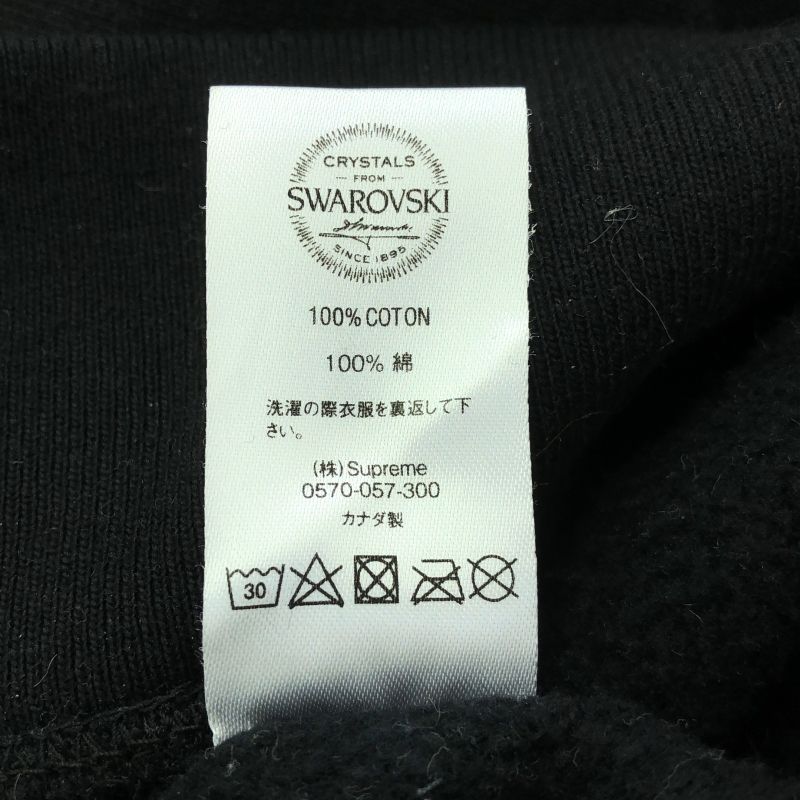 CRYSTALS
FROM
SWAROVSKI
SINCE 1895
100% COTON
100% 綿
洗濯の際衣服を裏返して下
さい。
(株)Supreme
0570-057-300
カナダ製
30